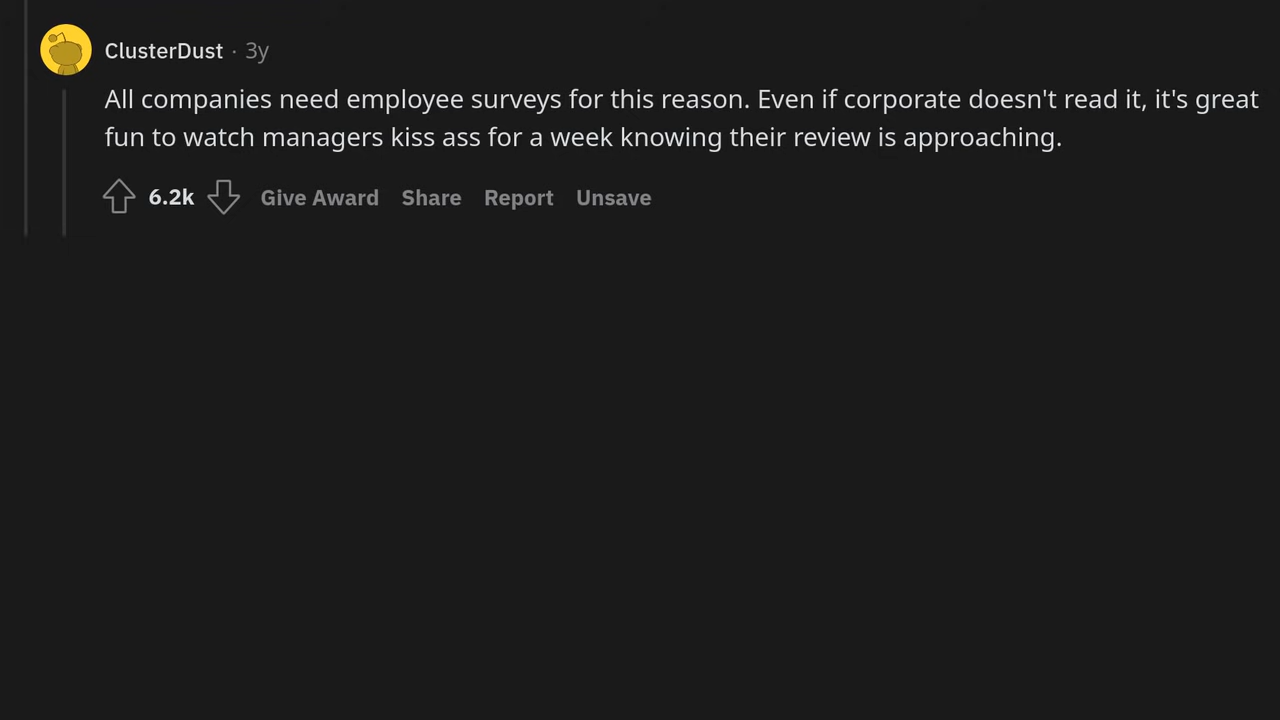 ClusterDust · 3y
All companies need employee surveys for this reason. Even if corporate doesn't read it, it's great
fun to watch managers kiss ass for a week knowing their review is approaching.
6.2k Give Award Share Report Unsave